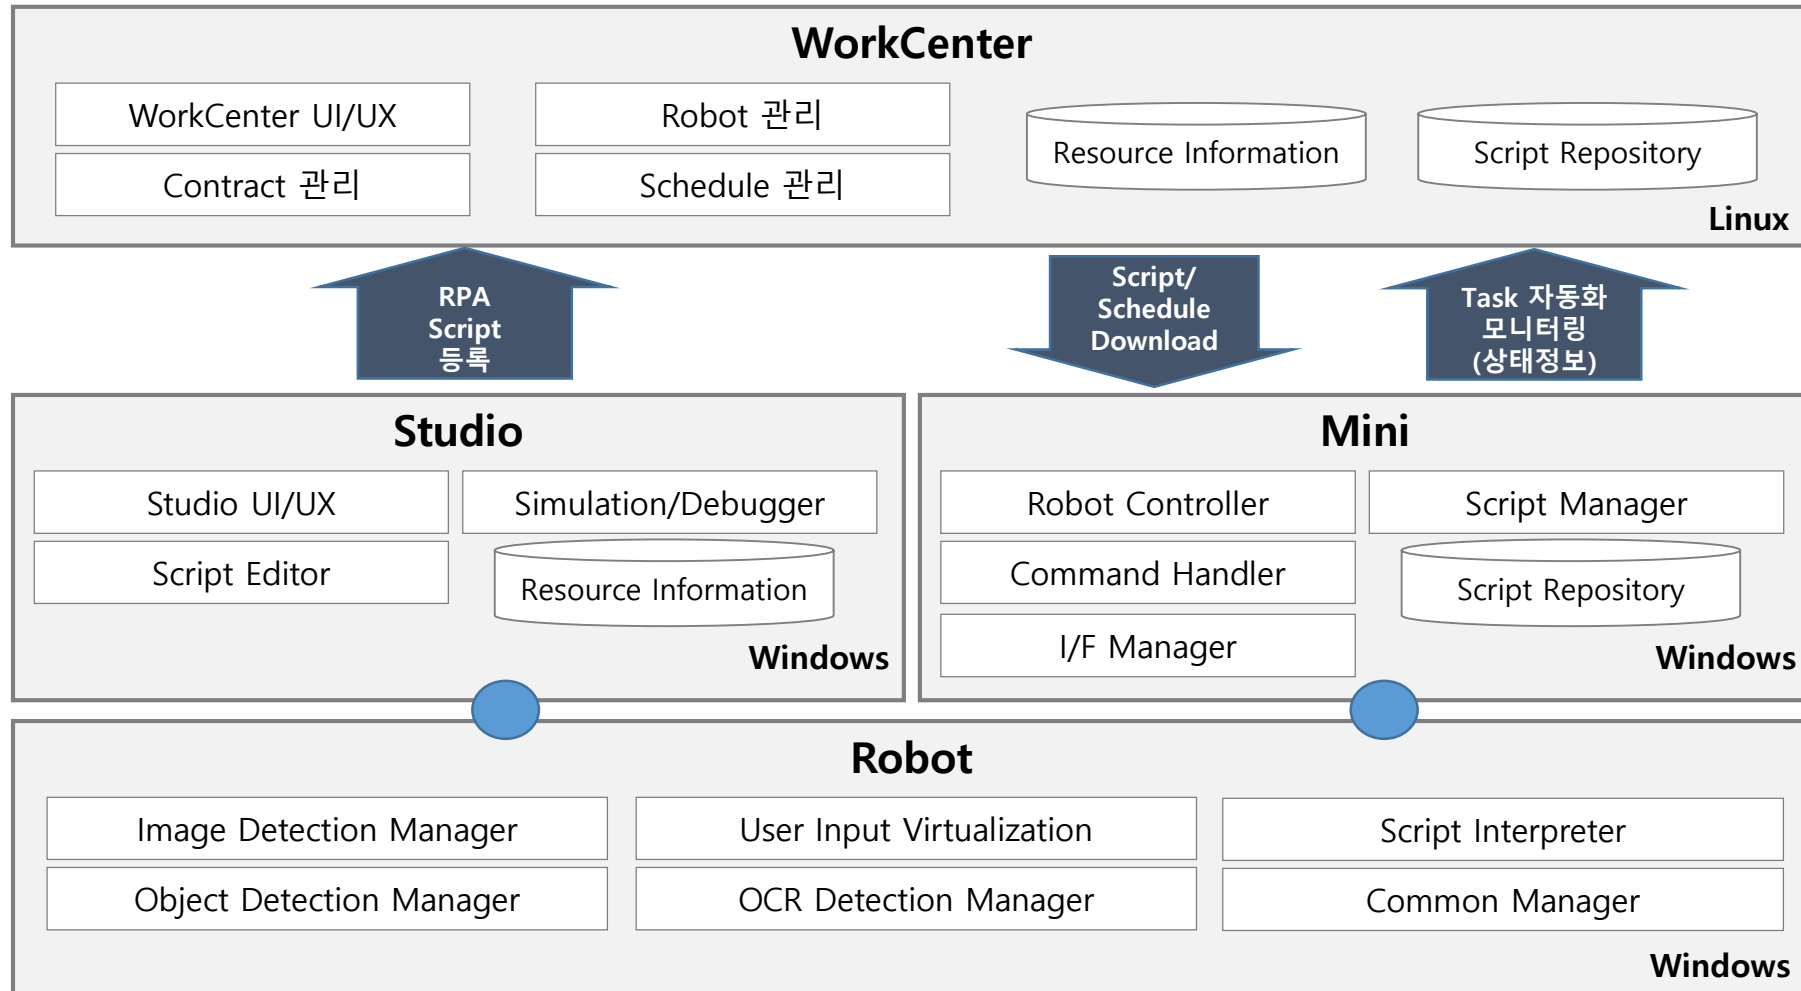 WorkCenter
WorkCenter UI/UX
Robot 관리
Contract 관리
Schedule 관리
Resource Information
Script Repository
Linux
RPA
Script
등록
Script/
Schedule
Download
Task 자동화
모니터링
(상태정보)
Studio
Studio UI/UX
Simulation/Debugger
Script Editor
Resource Information
Windows
Mini
Robot Controller
Script Manager
Command Handler
Script Repository
I/F Manager
Windows
Robot
Image Detection Manager
User Input Virtualization
Script Interpreter
Object Detection Manager
OCR Detection Manager
Common Manager
Windows